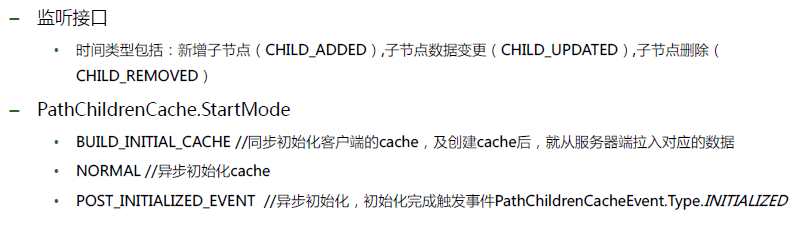 – 监听接口
• 时间类型包括：新增子节点（CHILD_ADDED）,子节点数据变更（CHILD_UPDATED）,子节点删除（
CHILD_REMOVED）
– PathChildrenCache.StartMode
• BUILD_INITIAL_CACHE //同步初始化客户端的cache，及创建cache后，就从服务器端拉入对应的数据
• NORMAL //异步初始化cache
• POST_INITIALIZED_EVENT //异步初始化，初始化完成触发事件PathChildrenCacheEvent.Type.INITIALIZED